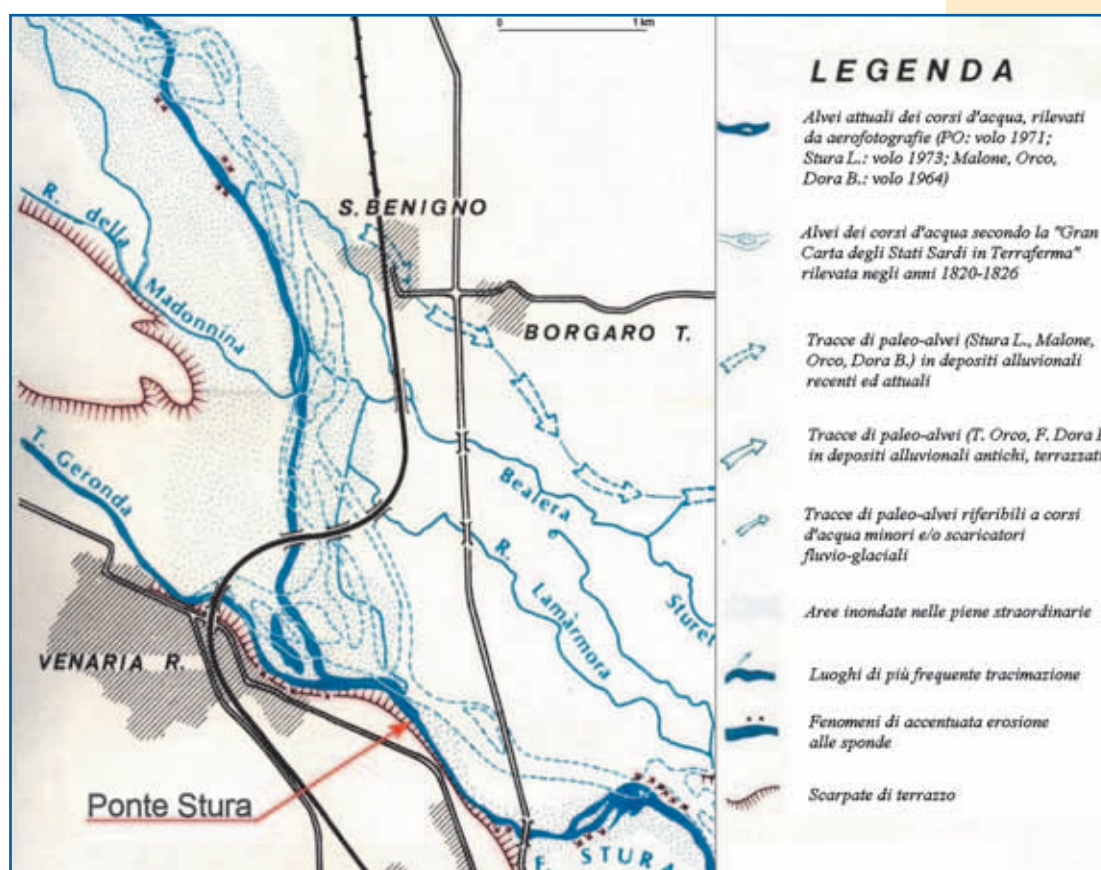 0 1 km
R. della
Madonnina
S. BENIGNO
BORGARO T.
T. Geronda
Bealera
R.
Lamarmora
VENARIA R.
Ponte Stura
F. STURA
LEGENDA
Alvei attuali dei corsi d'acqua, rilevati
da aerofotografie (PO: volo 1971;
Stura L.: volo 1973; Malone, Orco,
Dora B.: volo 1964)
Alvei dei corsi d'acqua secondo la "Gran
Carta degli Stati Sardi in Terraferma"
rilevata negli anni 1820-1826
Tracce di paleo-alvei (Stura L., Malone,
Orco, Dora B.) in depositi alluvionali
recenti ed attuali
Tracce di paleo-alvei (T. Orco, F. Dora
in depositi alluvionali antichi, terrazzati
Tracce di paleo-alvei riferibili a corsi
d'acqua minori e/o scaricatori
fluvio-glaciali
Aree inondate nelle piene straordinarie
Luoghi di più frequente tracimazione
Fenomeni di accentuata erosione
alle sponde
Scarpate di terrazzo